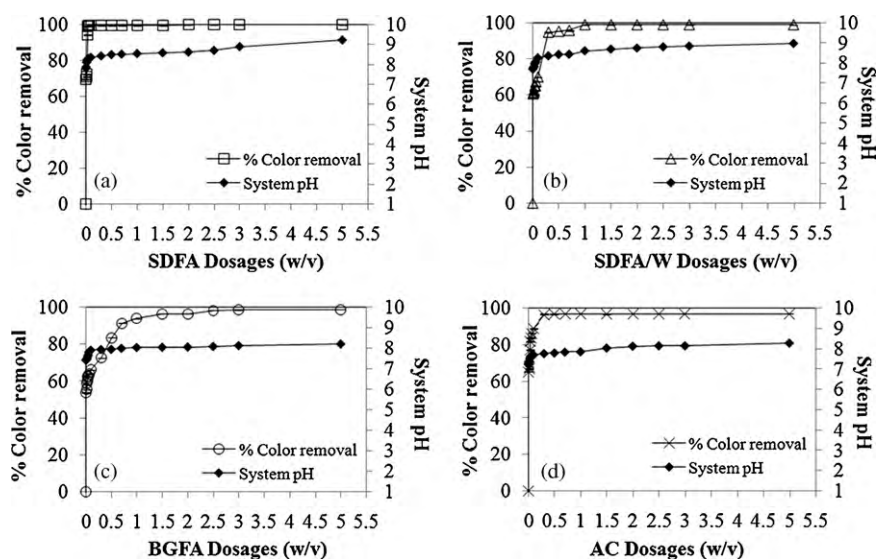 100
80
60
40
20
0
% Color removal
10
9
8
7
6
5
4
3
2
1
System pH
% Color removal
System pH
(a)
0 0.5 1 1.5 2 2.5 3 3.5 4 4.5 5 5.5
SDFA Dosages (w/v)
100
80
60
40
20
0
% Color removal
10
9
8
7
6
5
4
3
2
1
System pH
% Color removal
System pH
(b)
0 0.5 1 1.5 2 2.5 3 3.5 4 4.5 5 5.5
SDFA/W Dosages (w/v)
100
80
60
40
20
0
% Color removal
10
9
8
7
6
5
4
3
2
1
System pH
% Color removal
System pH
(c)
0 0.5 1 1.5 2 2.5 3 3.5 4 4.5 5 5.5
BGFA Dosages (w/v)
100
80
60
40
20
0
% Color removal
10
9
8
7
6
5
4
3
2
1
System pH
% Color removal
System pH
(d)
0 0.5 1 1.5 2 2.5 3 3.5 4 4.5 5 5.5
AC Dosages (w/v)